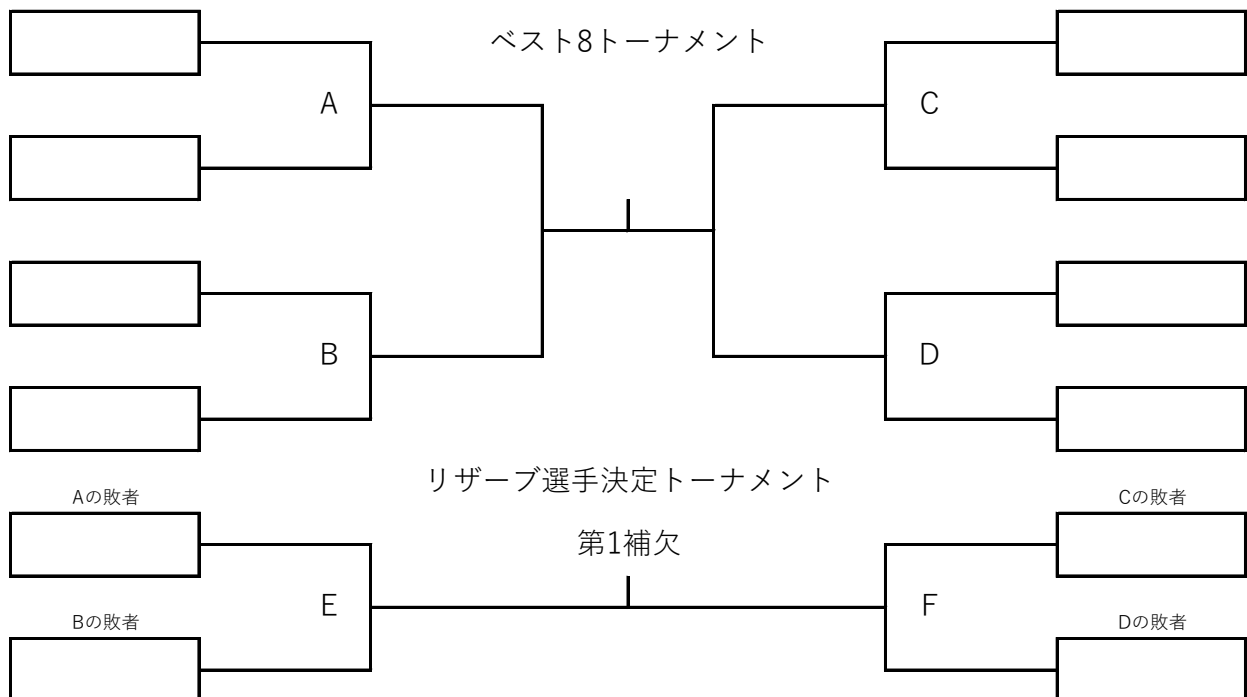 ベスト8トーナメント
A
C
B
D
リザーブ選手決定トーナメント
Aの敗者
Cの敗者
第1補欠
E
F
Bの敗者
Dの敗者